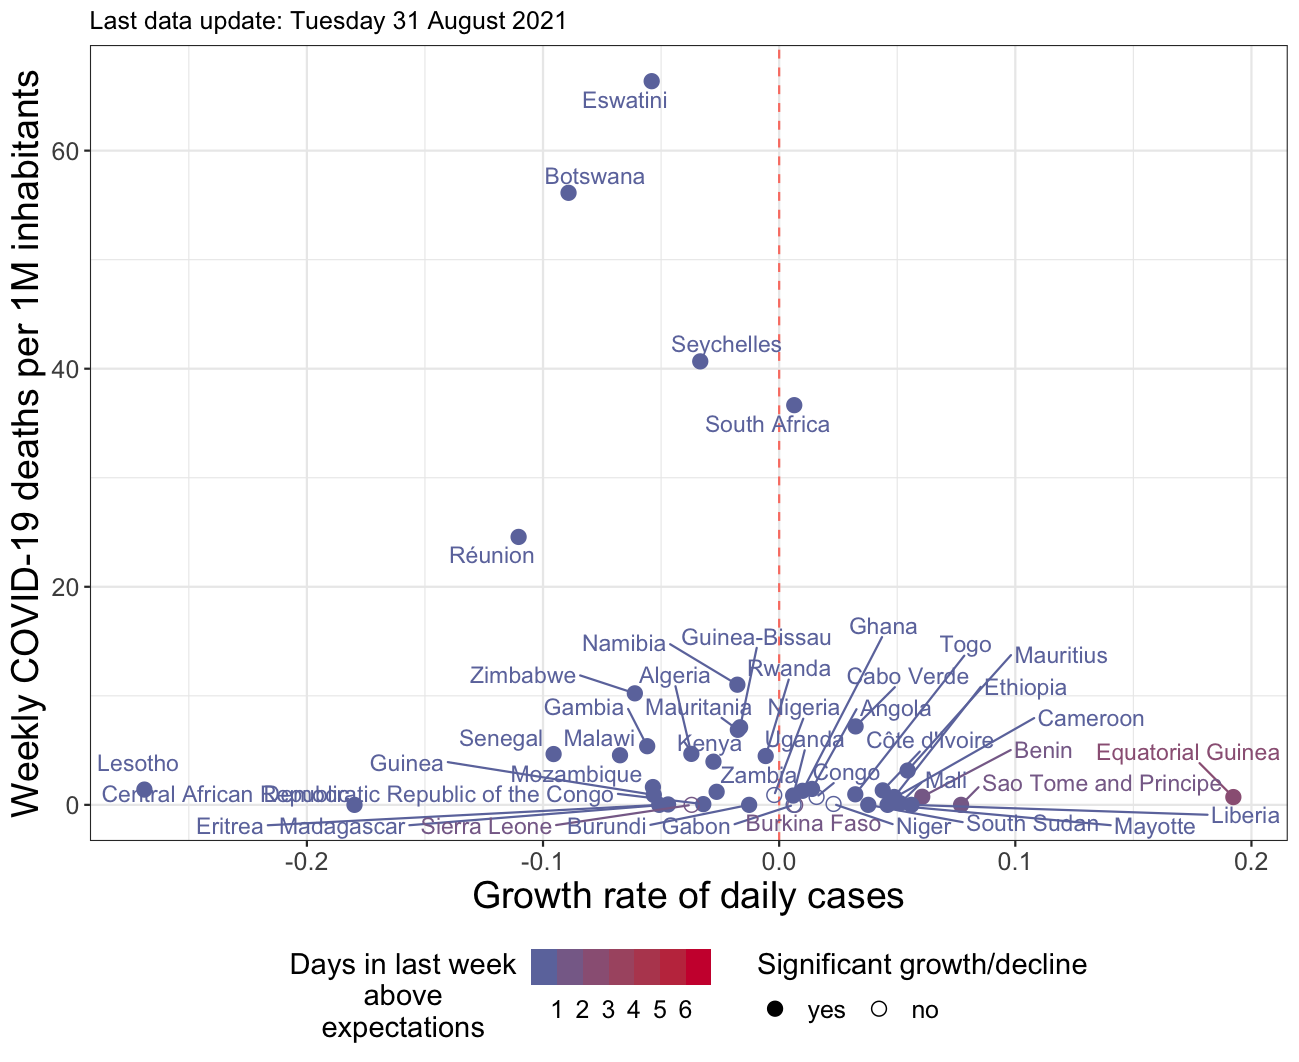 Last data update: Tuesday 31 August 2021
Weekly COVID-19 deaths per 1M inhabitants
60
40
20
0
Eswatini
Botswana
Seychelles
South Africa
Réunion
Ghana
Namibia
Guinea-Bissau
Togo
Mauritius
Zimbabwe
Algeria
Rwanda
Cabo Verde
Ethiopia
Gambia
Mauritania
Nigeria
Angola
Cameroon
Senegal
Malawi
Kenya
Uganda
Côte d'Ivoire
Benin
Equatorial Guinea
Lesotho
Guinea
Mozambique
Zambia
Congo
Mali
Sao Tome and Principe
Central African Republic
Democratic Republic of the Congo
Liberia
Eritrea
Madagascar
Sierra Leone
Burundi
Gabon
Burkina Faso
Niger
South Sudan
Mayotte
-0.2
-0.1
0.0
0.1
0.2
Growth rate of daily cases
Days in last week
above
expectations
1 2 3 4 5 6
Significant growth/decline
yes
no